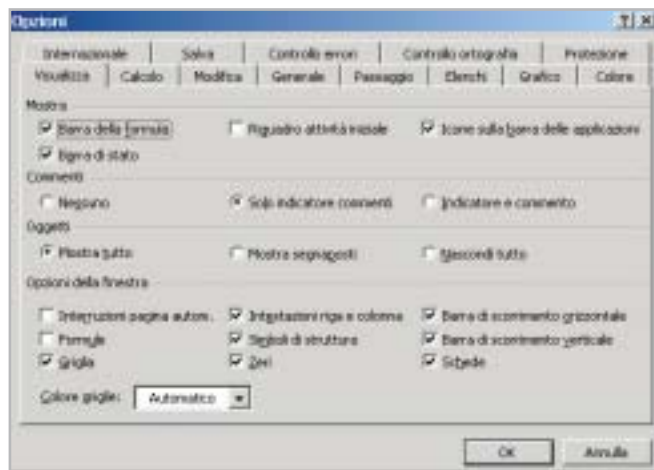 Opzioni
Internazionale Salva Controllo errori Controllo ortografia Protezione
Visualizza Calcolo Modifica Generale Passaggio Elenchi Grafico Colore
Mostra
Barra della formula Riquadro attività iniziale Icone sulla barra delle applicazioni
Barra di stato
Commenti
Nessuno Solo indicatore commenti Indicatore e commento
Oggetti
Mostra tutto Mostra segnaposti Nascondi tutto
Opzioni della finestra
Interruzioni pagina autom. Intestazioni riga e colonna Barra di scorrimento orizzontale
Formule Simboli di struttura Barra di scorrimento verticale
Griglia Zeri Schede
Colore griglie: Automatico
OK Annulla